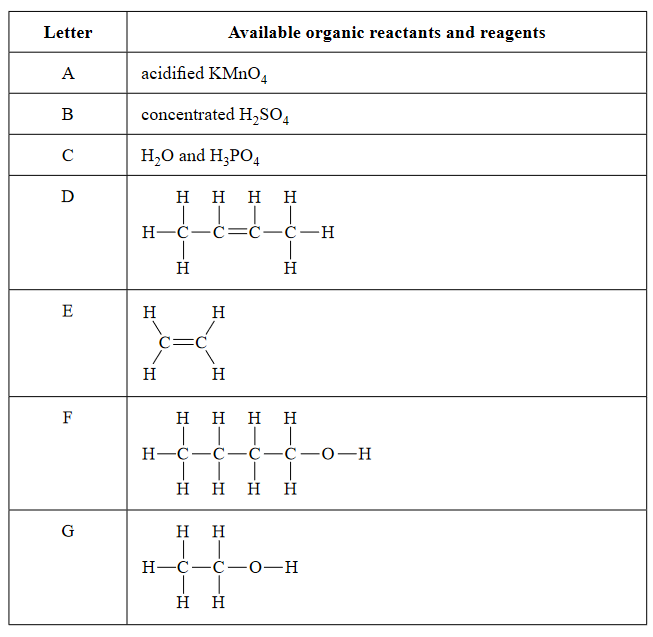 Letter Available organic reactants and reagents
A acidified KMnO₄
B concentrated H₂SO₄
C H₂O and H₃PO₄
D
H H H H
H—C—C=C—C—H
H H
E
H H
C=C
H H
F
H H H H
H—C—C—C—C—O—H
H H H H
G
H H
H—C—C—O—H
H H